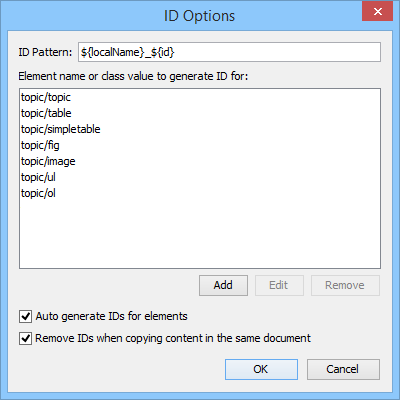 ID Options
ID Pattern: ${localName}_${id}
Element name or class value to generate ID for:
topic/topic
topic/table
topic/simpletable
topic/fig
topic/image
topic/ul
topic/ol
Add Edit Remove
Auto generate IDs for elements
Remove IDs when copying content in the same document
OK Cancel